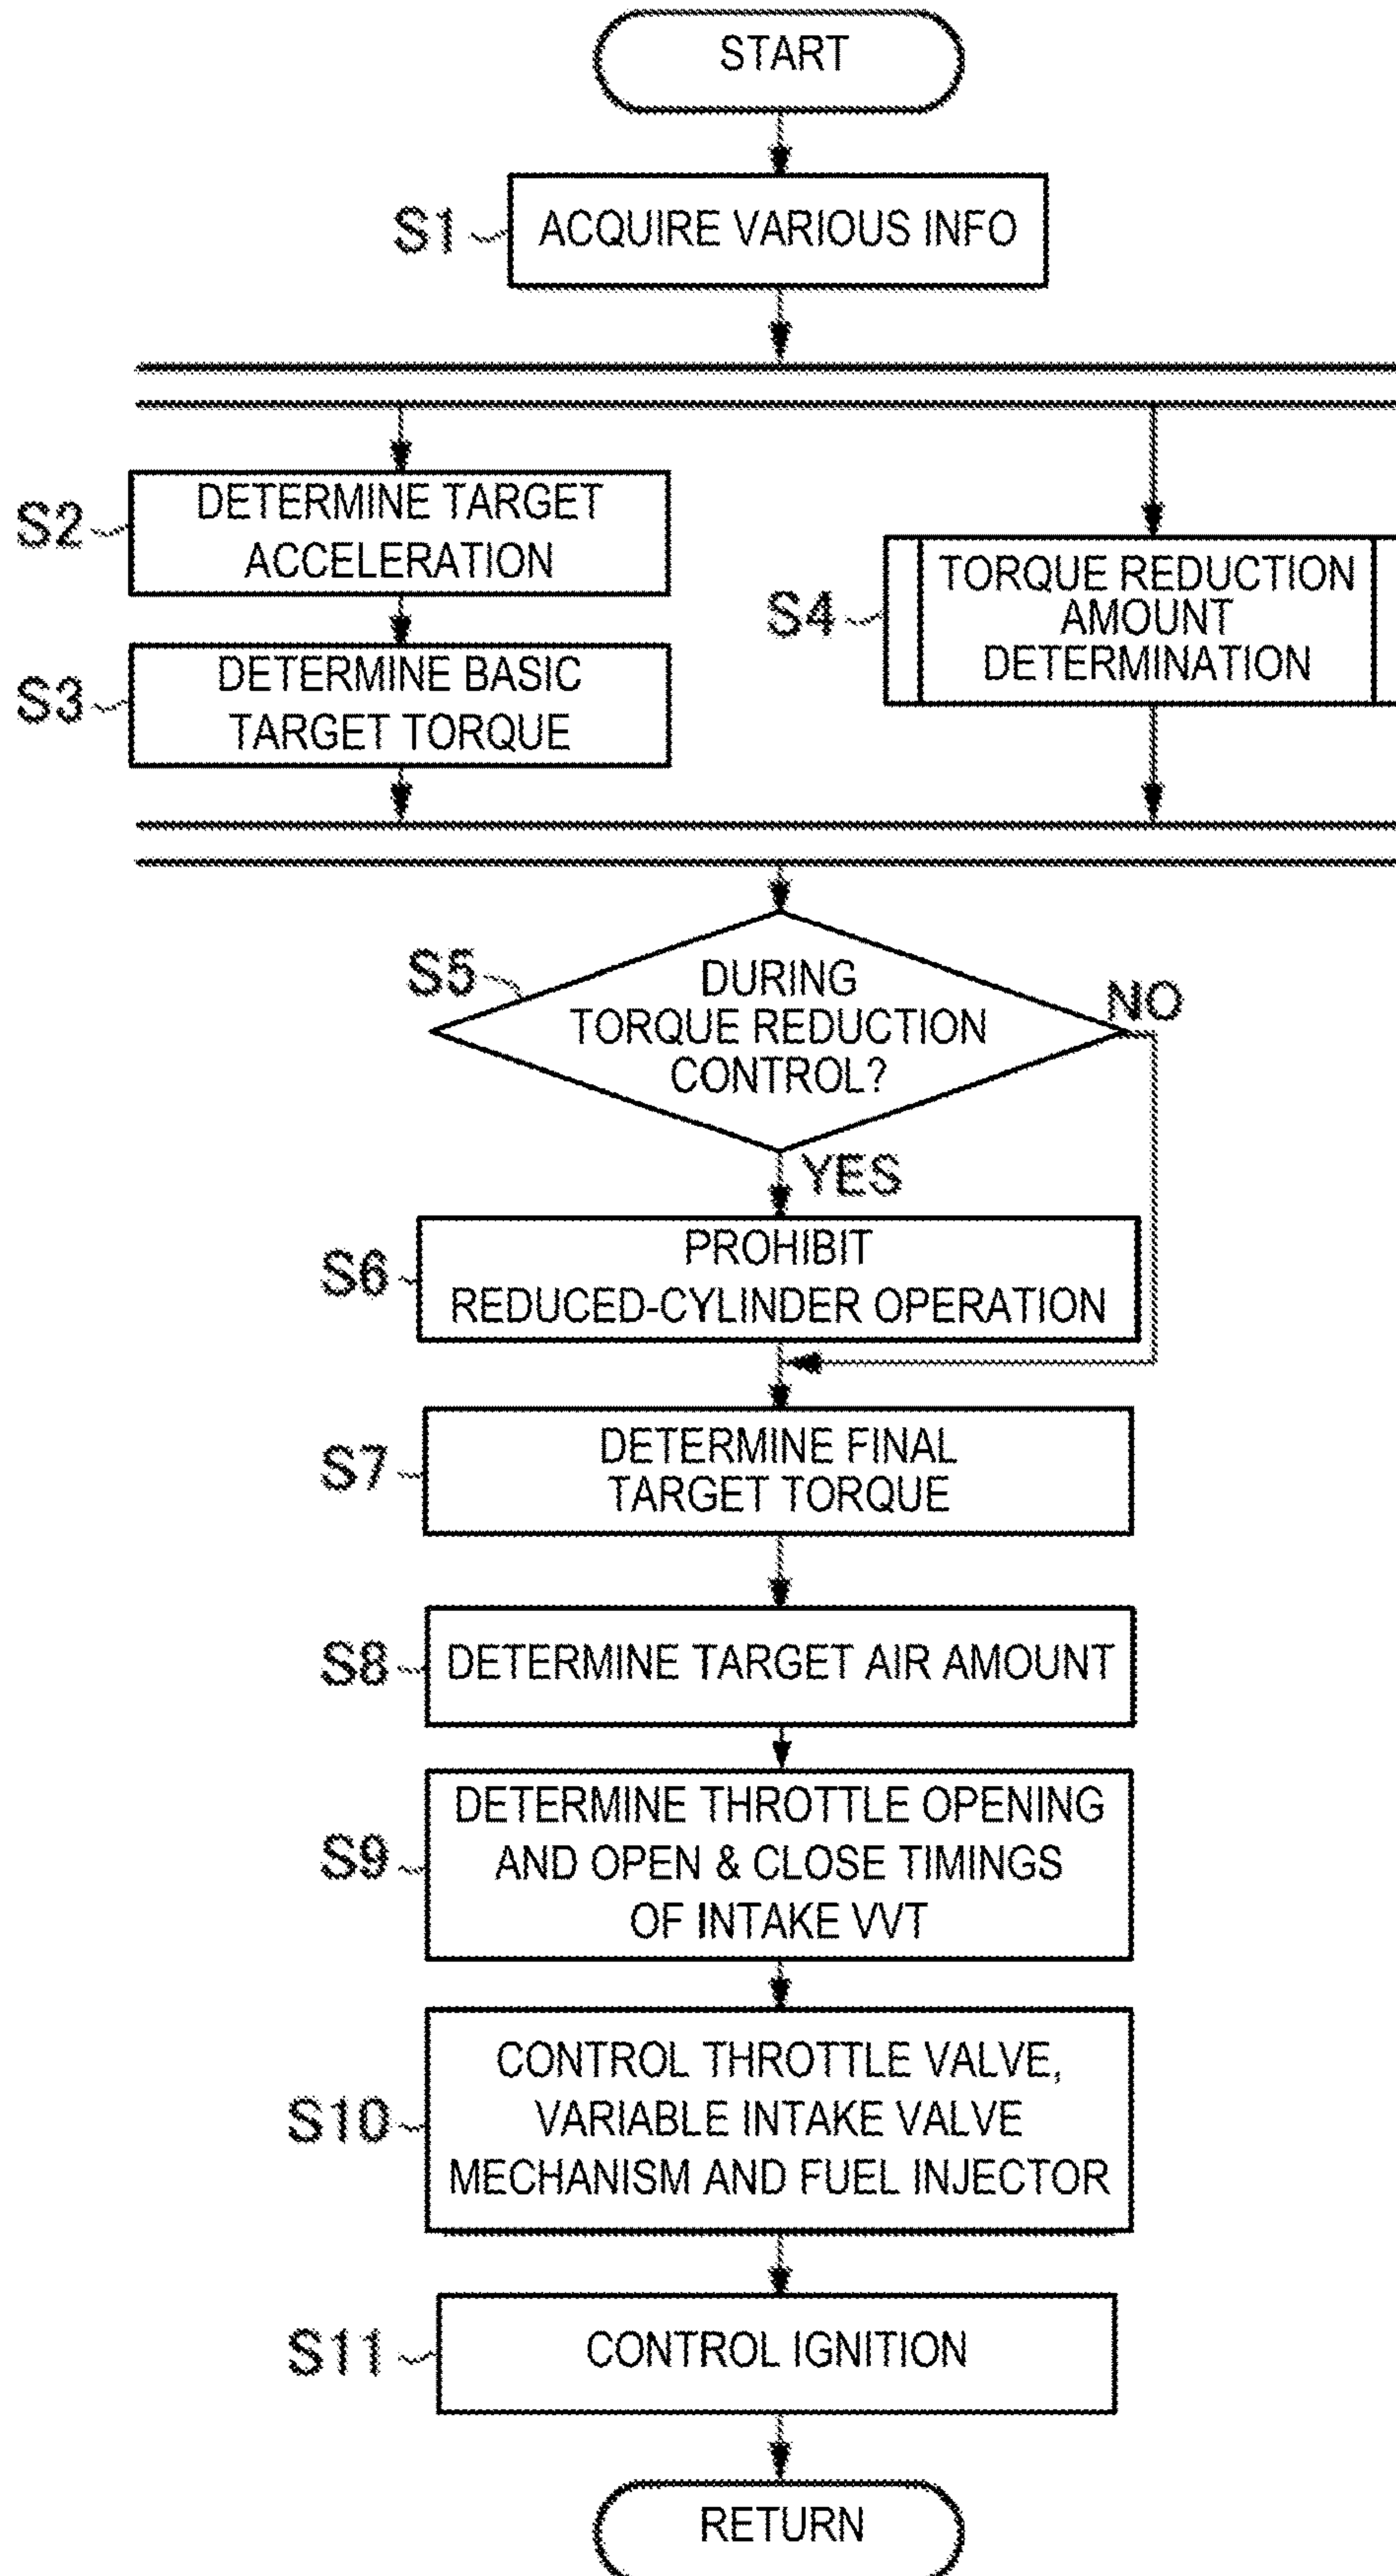 START
S1
ACQUIRE VARIOUS INFO
S2
DETERMINE TARGET
ACCELERATION
S3
DETERMINE BASIC
TARGET TORQUE
S4
TORQUE REDUCTION
AMOUNT
DETERMINATION
S5
DURING
TORQUE REDUCTION
CONTROL?
NO
YES
S6
PROHIBIT
REDUCED-CYLINDER OPERATION
S7
DETERMINE FINAL
TARGET TORQUE
S8
DETERMINE TARGET AIR AMOUNT
S9
DETERMINE THROTTLE OPENING
AND OPEN & CLOSE TIMINGS
OF INTAKE VVT
S10
CONTROL THROTTLE VALVE,
VARIABLE INTAKE VALVE
MECHANISM AND FUEL INJECTOR
S11
CONTROL IGNITION
RETURN